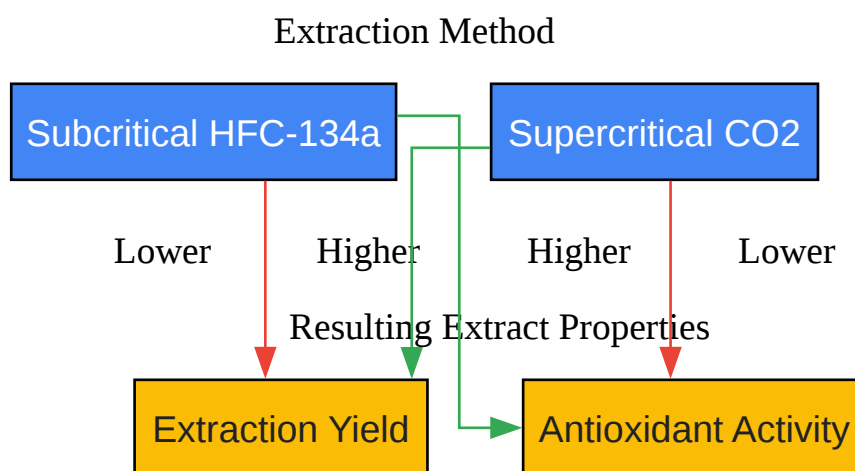 Extraction Method
Subcritical HFC-134a
Supercritical CO2
Lower
Higher
Higher
Lower
Resulting Extract Properties
Extraction Yield
Antioxidant Activity